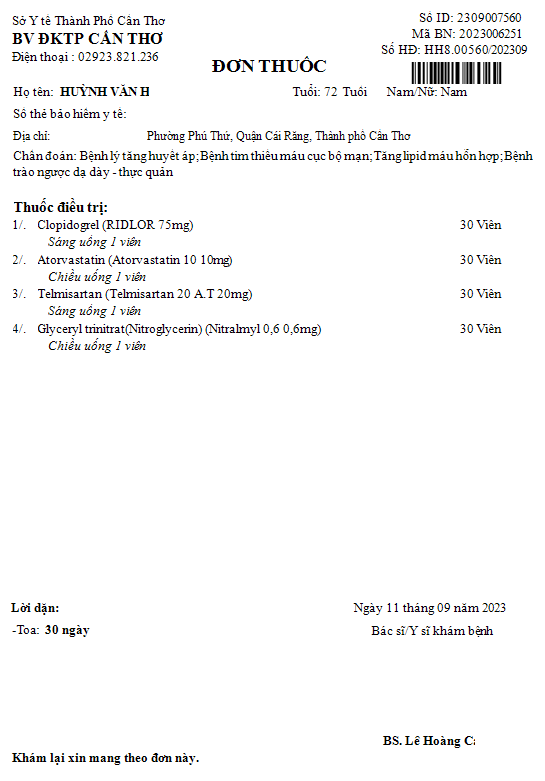 Sở Y tế Thành Phố Cần Thơ
BV ĐKTP CẦN THƠ
Điện thoại : 02923.821.236
Số ID: 2309007560
Mã BN: 2023006251
Số HĐ: HH8.00560/202309
ĐƠN THUỐC
Họ tên: HUỲNH VĂN H
Tuổi: 72 Tuổi
Nam/Nữ: Nam
Số thẻ bảo hiểm y tế:
Địa chỉ: Phường Phú Thứ, Quận Cái Răng, Thành phố Cần Thơ
Chẩn đoán: Bệnh lý tăng huyết áp;Bệnh tim thiếu máu cục bộ mạn;Tăng lipid máu hổn hợp;Bệnh
trào ngược dạ dày - thực quản
Thuốc điều trị:
1/. Clopidogrel (RIDLOR 75mg) 30 Viên
Sáng uống 1 viên
2/. Atorvastatin (Atorvastatin 10 10mg) 30 Viên
Chiều uống 1 viên
3/. Telmisartan (Telmisartan 20 A.T 20mg) 30 Viên
Sáng uống 1 viên
4/. Glyceryl trinitrat(Nitroglycerin) (Nitralmyl 0,6 0,6mg) 30 Viên
Chiều uống 1 viên
Lời dặn:
-Toa: 30 ngày
Ngày 11 tháng 09 năm 2023
Bác sĩ/Y sĩ khám bệnh
BS. Lê Hoàng
Khám lại xin mang theo đơn này.